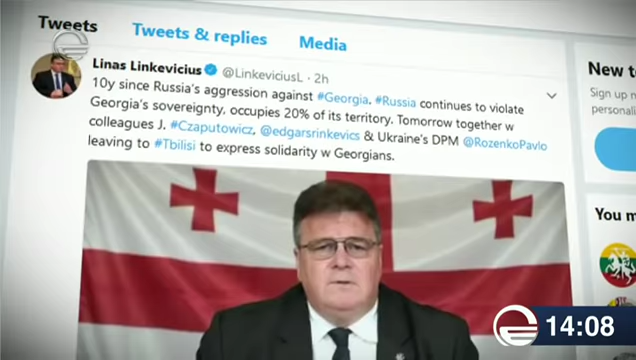 Tweets
Tweets & replies
Media
Linas Linkevicius @LinkeviciusL · 2h
10y since Russia's aggression against #Georgia. #Russia continues to violate
Georgia's sovereignty, occupies 20% of its territory. Tomorrow together w
colleagues J. #Czaputowicz, @edgarsrinkevics & Ukraine's DPM @RozenkoPavlo
leaving to #Tbilisi to express solidarity w Georgians.
New to
Sign up n
personali
You m
14:08